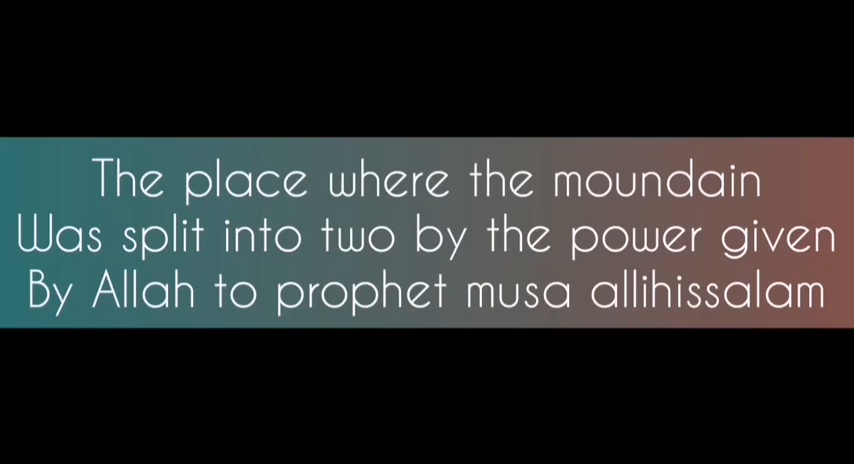 The place where the moundain
Was split into two by the power given
By Allah to prophet musa allihissalam